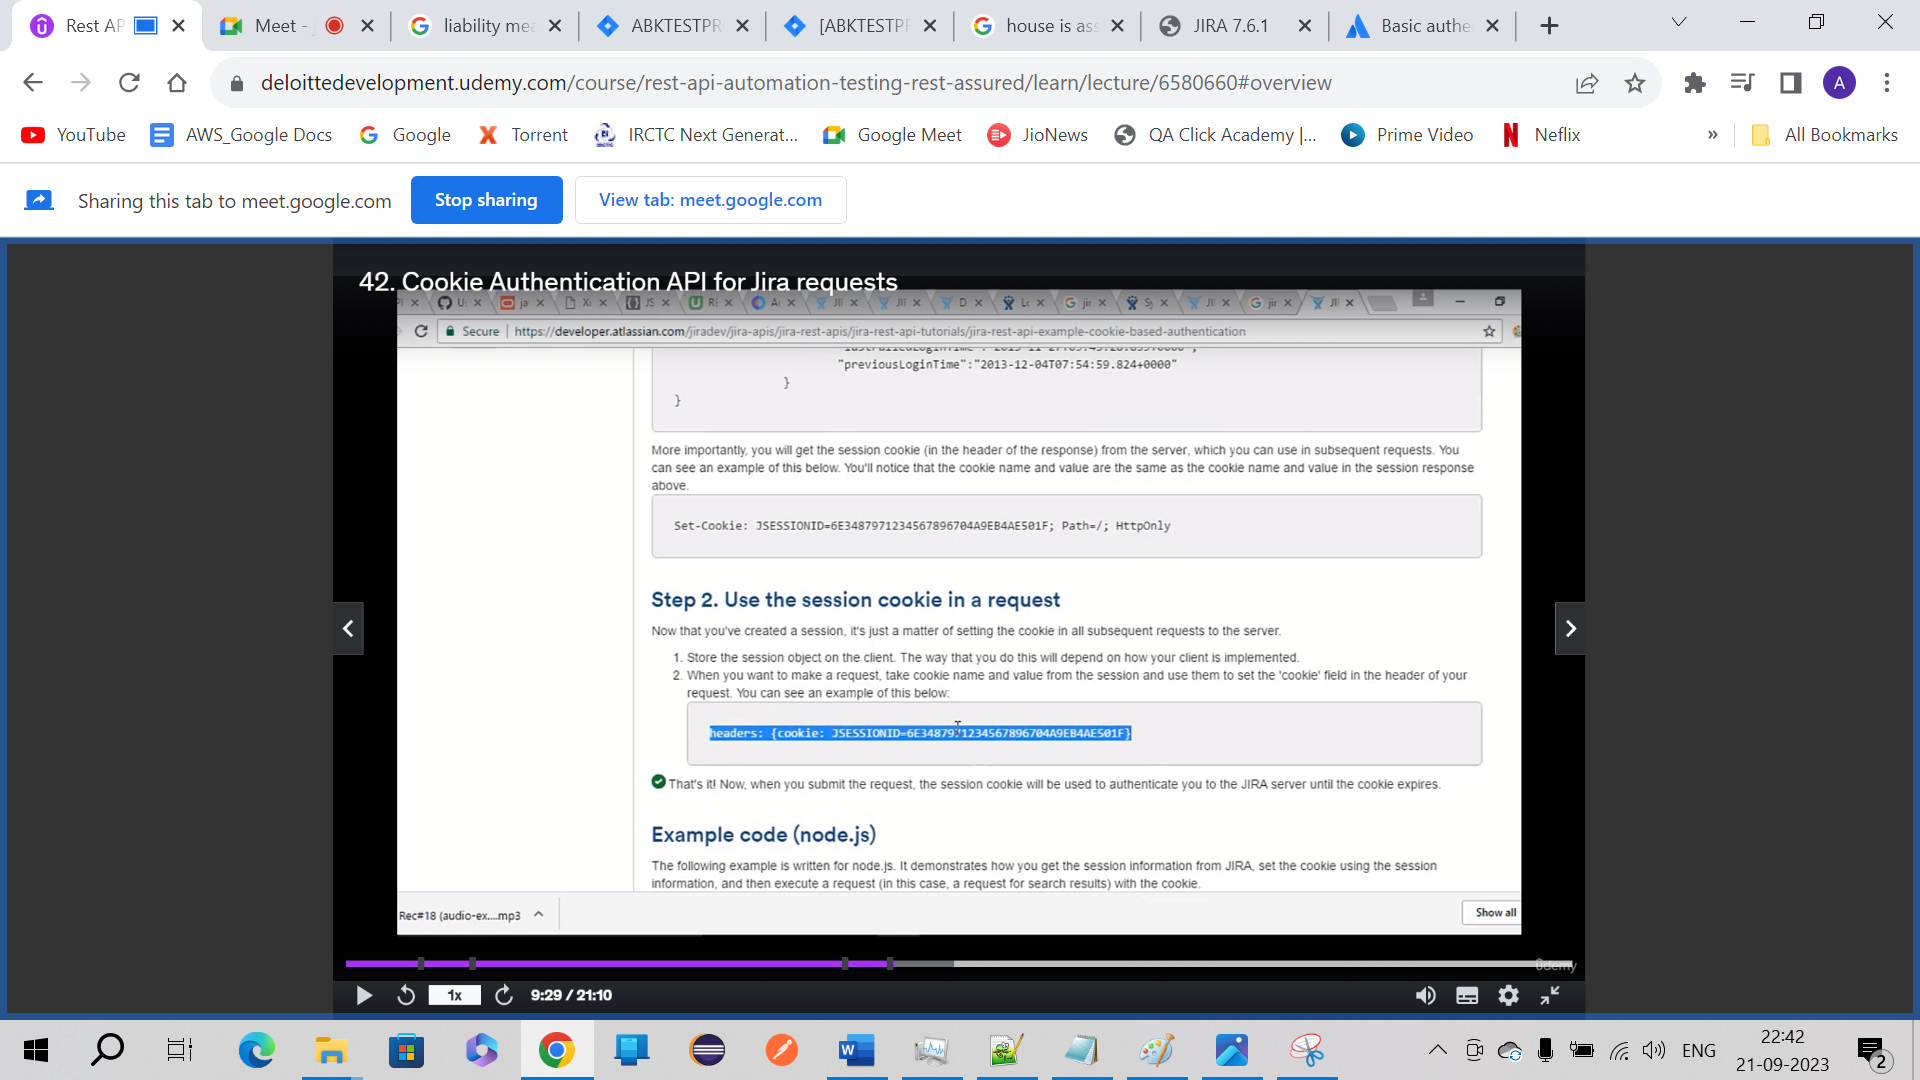 Rest AP
Meet -
liability mea
ABKTESTPR
[ABKTESTPR
house is ass
JIRA 7.6.1
Basic authe
deloittedevelopment.udemy.com/course/rest-api-automation-testing-rest-assured/learn/lecture/6580660#overview
A
YouTube
AWS_Google Docs
Google
Torrent
IRCTC Next Generat...
Google Meet
JioNews
QA Click Academy |...
Prime Video
Neflix
»
All Bookmarks
Sharing this tab to meet.google.com
Stop sharing
View tab: meet.google.com
42. Cookie Authentication API for Jira requests
Secure | https://developer.atlassian.com/jiradev/jira-apis/jira-rest-apis/jira-rest-api-tutorials/jira-rest-api-example-cookie-based-authentication
"previousLoginTime":"2013-12-04T07:54:59.824+0000"
}
}
More importantly, you will get the session cookie (in the header of the response) from the server, which you can use in subsequent requests. You
can see an example of this below. You'll notice that the cookie name and value are the same as the cookie name and value in the session response
above.
Set-Cookie: JSESSIONID=6E3487971234567896704A9EB4AE501F; Path=/; HttpOnly
Step 2. Use the session cookie in a request
Now that you've created a session, it's just a matter of setting the cookie in all subsequent requests to the server.
1. Store the session object on the client. The way that you do this will depend on how your client is implemented.
2. When you want to make a request, take cookie name and value from the session and use them to set the 'cookie' field in the header of your
request. You can see an example of this below:
headers: {cookie: JSESSIONID=6E3487971234567896704A9EB4AE501F}
That's it! Now, when you submit the request, the session cookie will be used to authenticate you to the JIRA server until the cookie expires.
Example code (node.js)
The following example is written for node.js. It demonstrates how you get the session information from JIRA, set the cookie using the session
information, and then execute a request (in this case, a request for search results) with the cookie.
Rec#18 (audio-ex....mp3
Show all
udemy
1x
9:29 / 21:10
ENG
22:42
21-09-2023
2